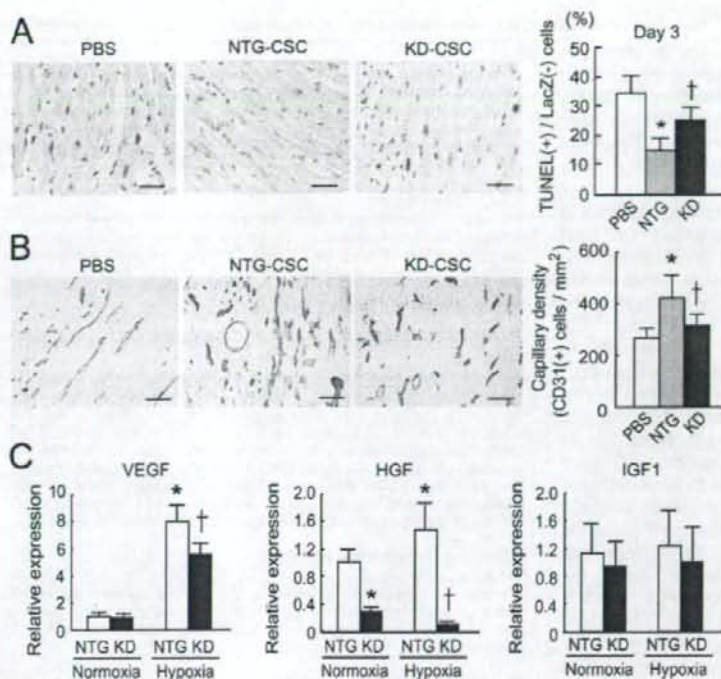 A
PBS
NTG-CSC
KD-CSC
(%)
Day 3
TUNEL(+) / LacZ(-) cells
50
40
30
20
10
0
*
†
PBS
NTG
KD
B
PBS
NTG-CSC
KD-CSC
Capillary density
(CD31(+) cells / mm²)
600
400
200
0
*
†
PBS
NTG
KD
C
VEGF
Relative expression
10
8
6
4
2
0
*
†
NTG KD NTG KD
Normoxia Hypoxia
HGF
Relative expression
2.0
1.6
1.2
0.8
0.4
0
*
*
†
NTG KD NTG KD
Normoxia Hypoxia
IGF1
Relative expression
2.0
1.6
1.2
0.8
0.4
0
NTG KD NTG KD
Normoxia Hypoxia